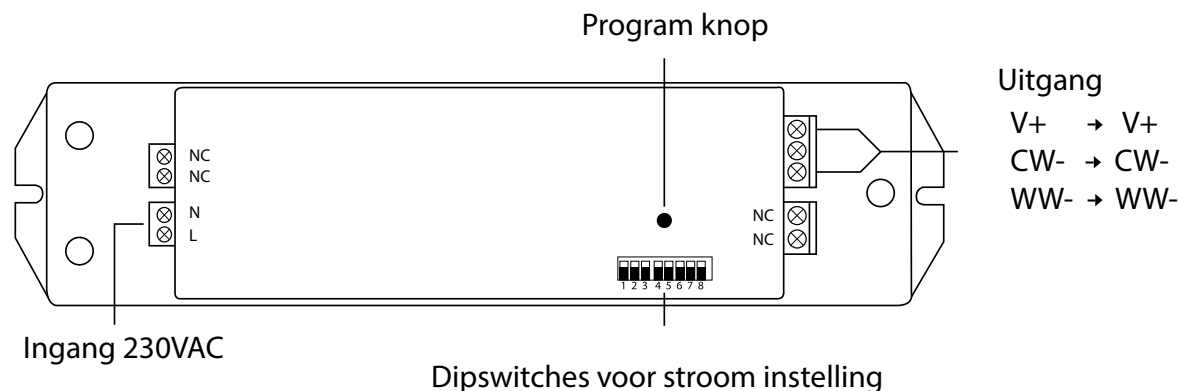 Program knop
Uitgang
V+ → V+
CW- → CW-
WW- → WW-
NC
NC
N
L
NC
NC
1 2 3 4 5 6 7 8
Ingang 230VAC
Dipswitches voor stroom instelling